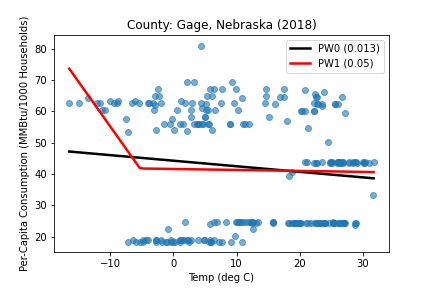 County: Gage, Nebraska (2018)
PW0 (0.013)
PW1 (0.05)
Per-Capita Consumption (MMBtu/1000 Households)
80
70
60
50
40
30
20
−10
0
10
20
30
Temp (deg C)